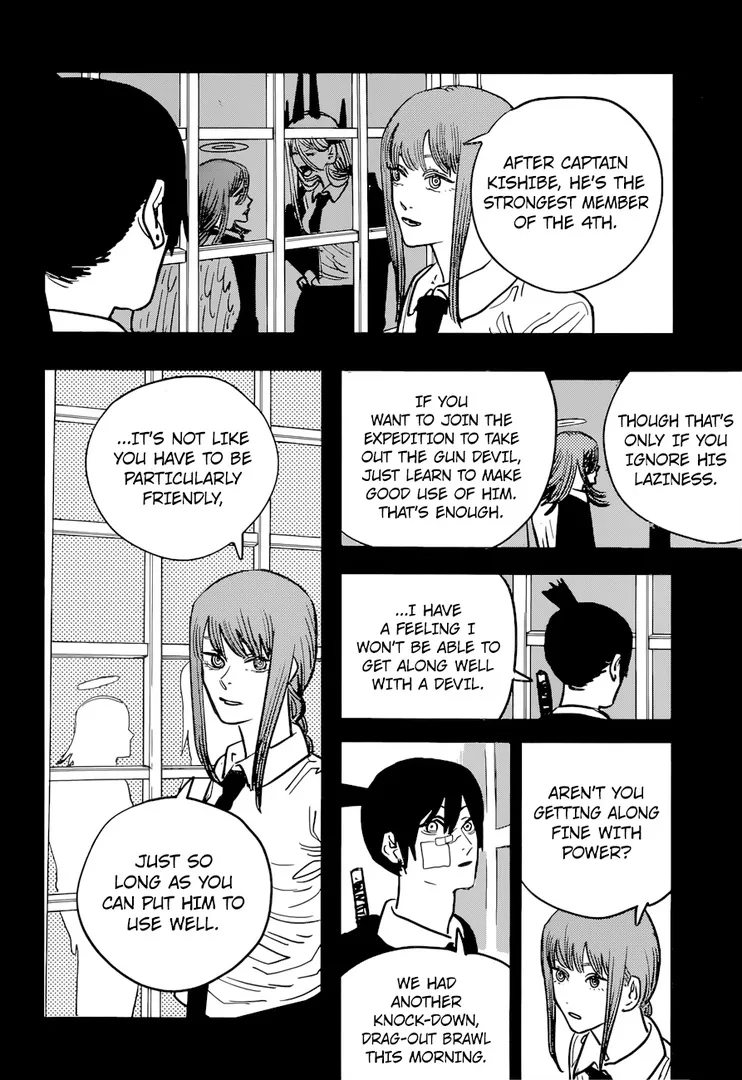 AFTER CAPTAIN
KISHIBE, HE'S THE
STRONGEST MEMBER
OF THE 4TH.
THOUGH THAT'S
ONLY IF YOU
IGNORE HIS
LAZINESS.
IF YOU
WANT TO JOIN THE
EXPEDITION TO TAKE
OUT THE GUN DEVIL,
JUST LEARN TO MAKE
GOOD USE OF HIM.
THAT'S ENOUGH.
...I HAVE
A FEELING I
WON'T BE ABLE TO
GET ALONG WELL
WITH A DEVIL.
AREN'T YOU
GETTING ALONG
FINE WITH
POWER?
WE HAD
ANOTHER
KNOCK-DOWN,
DRAG-OUT BRAWL
THIS MORNING.
...IT'S NOT LIKE
YOU HAVE TO BE
PARTICULARLY
FRIENDLY,
JUST SO
LONG AS YOU
CAN PUT HIM TO
USE WELL.